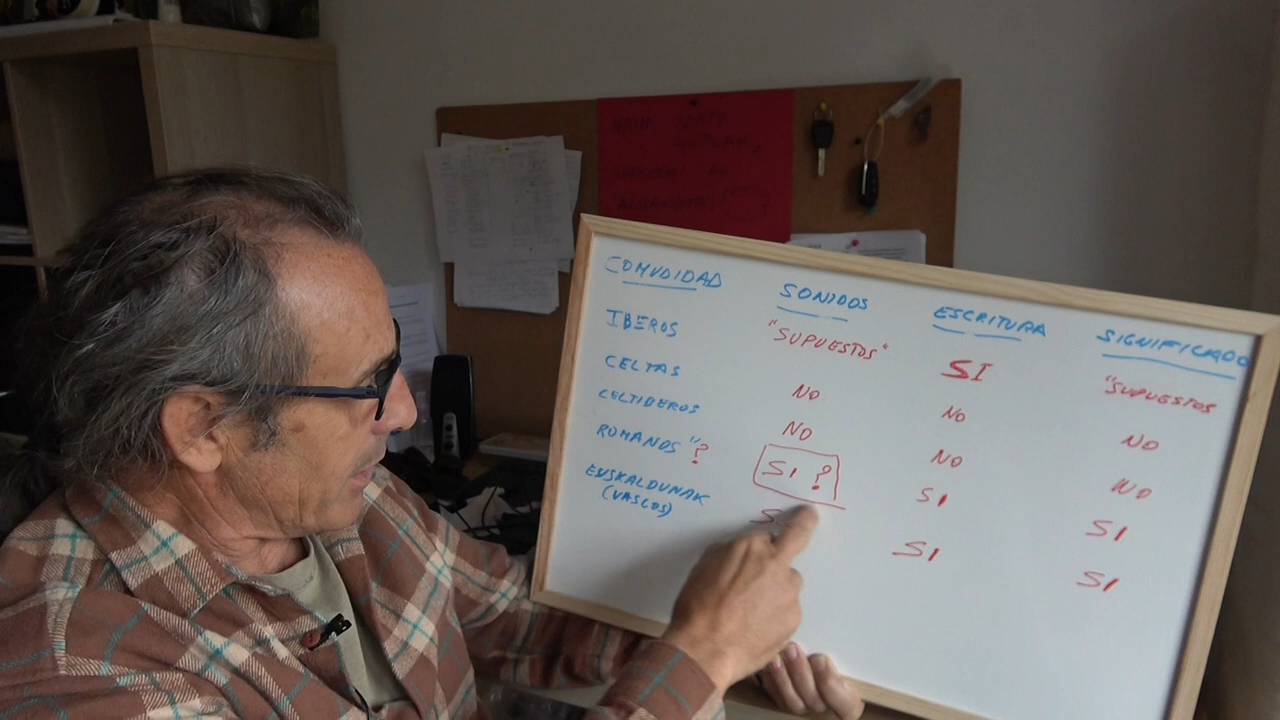 COMUDIDAD SONIDOS ESCRITURA SIGNIFICADO
IBEROS "SUPUESTOS" SI "SUPUESTOS
CELTAS NO NO NO
CELTIBEROS NO NO NO
ROMANOS "? SI ? SI SI
EUSKALDUNAK SI SI
(VASCOS)